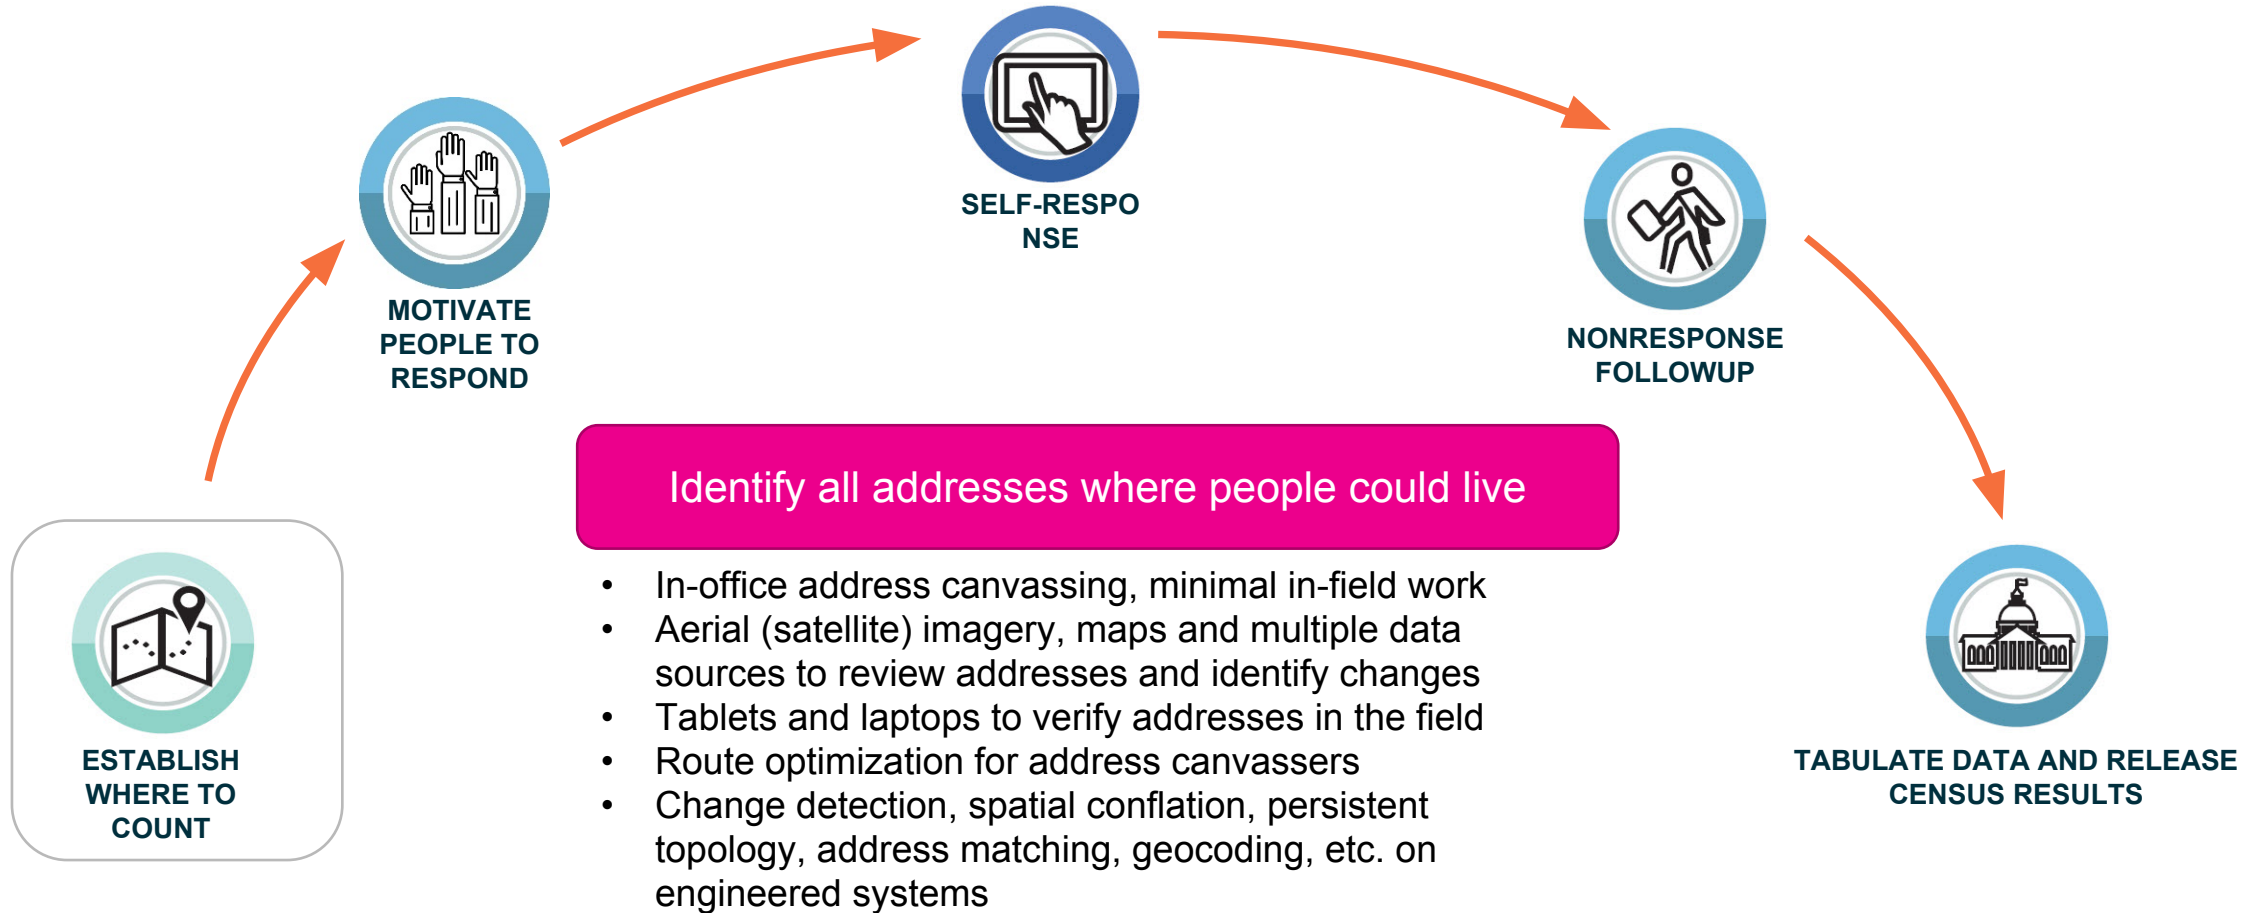 SELF-RESPO
NSE
MOTIVATE
PEOPLE TO
RESPOND
NONRESPONSE
FOLLOWUP
Identify all addresses where people could live
• In-office address canvassing, minimal in-field work
• Aerial (satellite) imagery, maps and multiple data
sources to review addresses and identify changes
• Tablets and laptops to verify addresses in the field
• Route optimization for address canvassers
• Change detection, spatial conflation, persistent
topology, address matching, geocoding, etc. on
engineered systems
ESTABLISH
WHERE TO
COUNT
TABULATE DATA AND RELEASE
CENSUS RESULTS